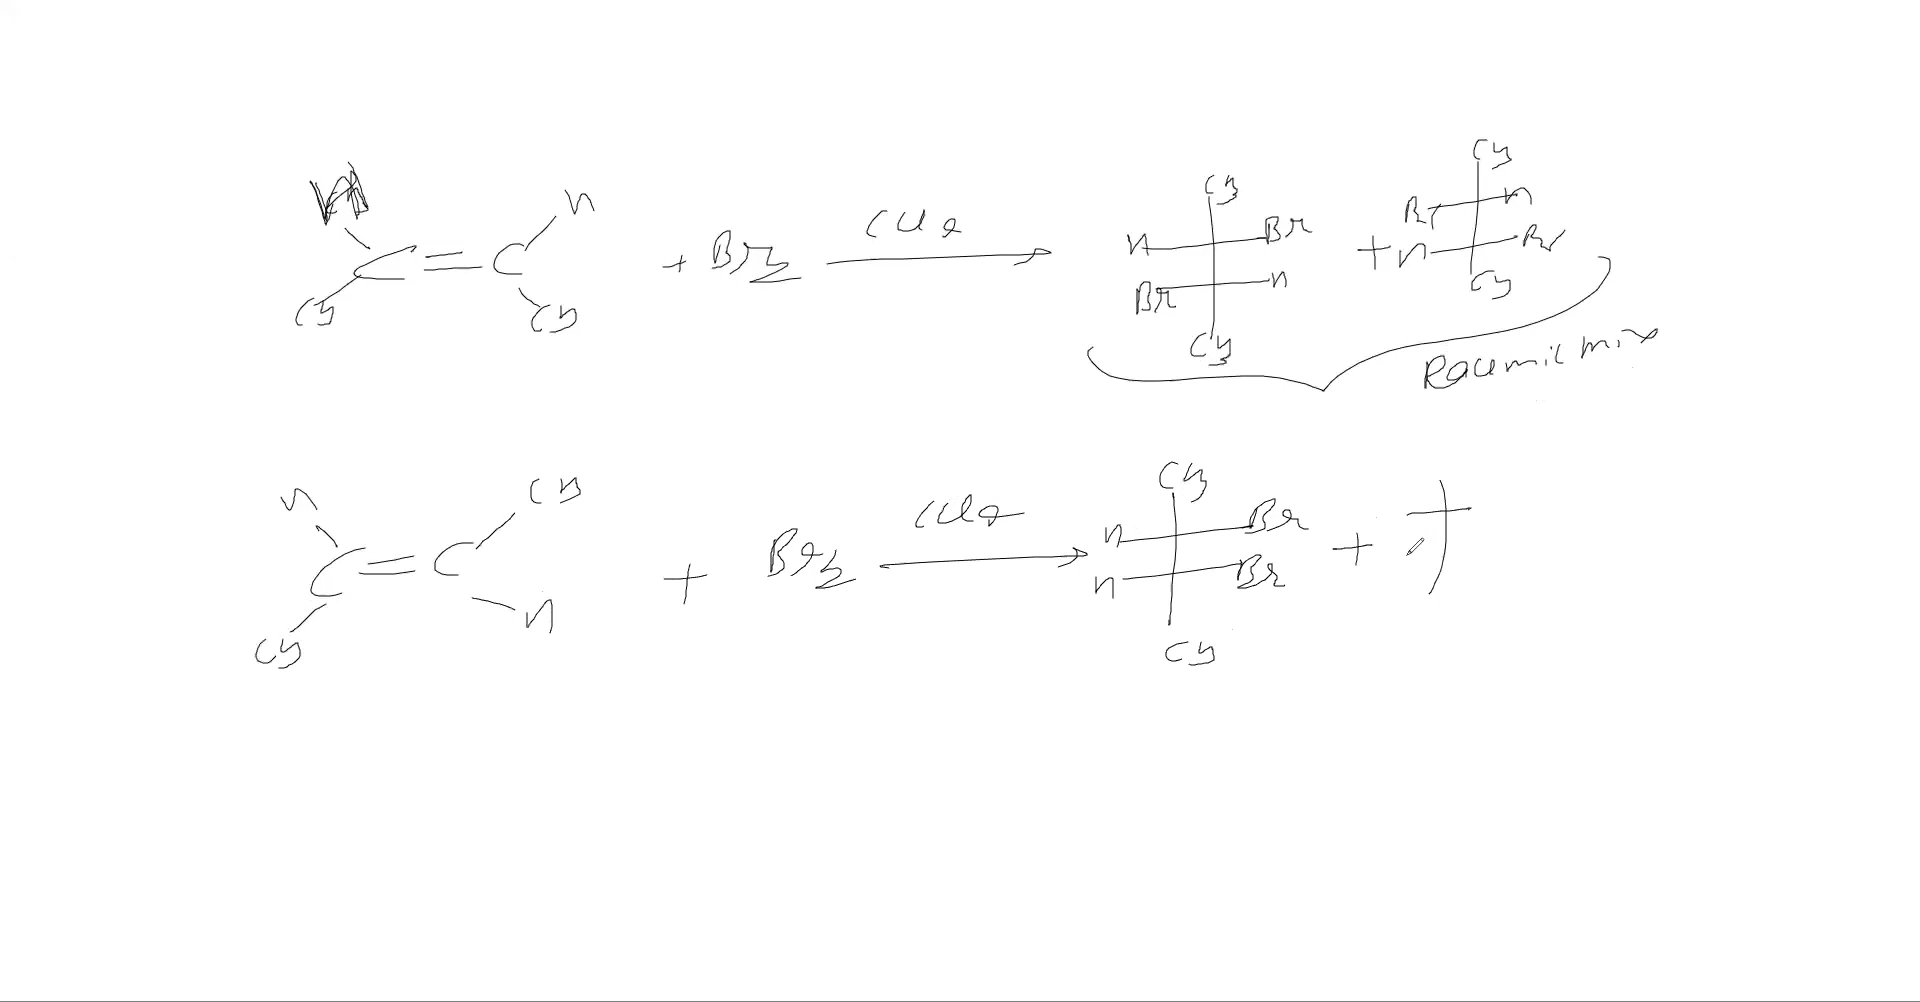 H
C = C
CH3 CH3
+ Br2 CCl4
CH3
H Br
Br H
CH3
+
CH3
Br H
H Br
CH3
Racemic mix
H CH3
C = C
CH3 H
+ Br2 CCl4
CH3
H Br
H Br
CH3
+